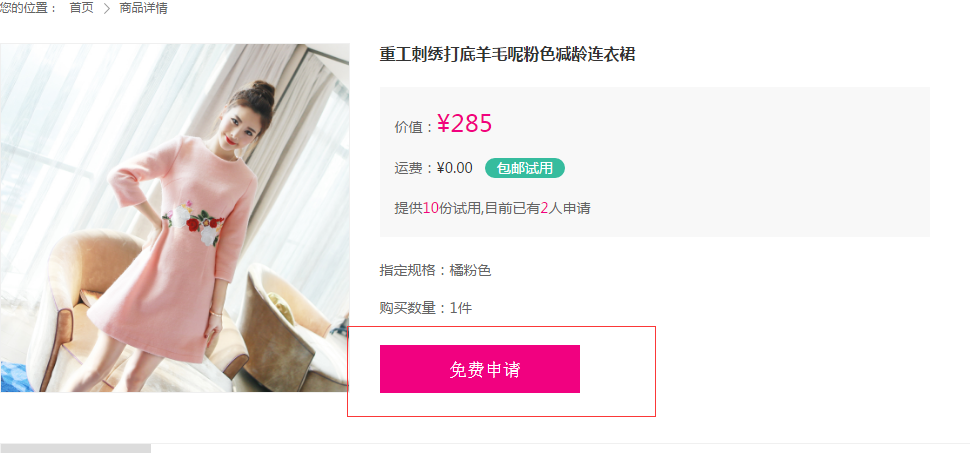 您的位置： 首页 > 商品详情
重工刺绣打底羊毛呢粉色减龄连衣裙
价值：¥285
运费：¥0.00 包邮试用
提供10份试用,目前已有2人申请
指定规格：橘粉色
购买数量：1件
免费申请